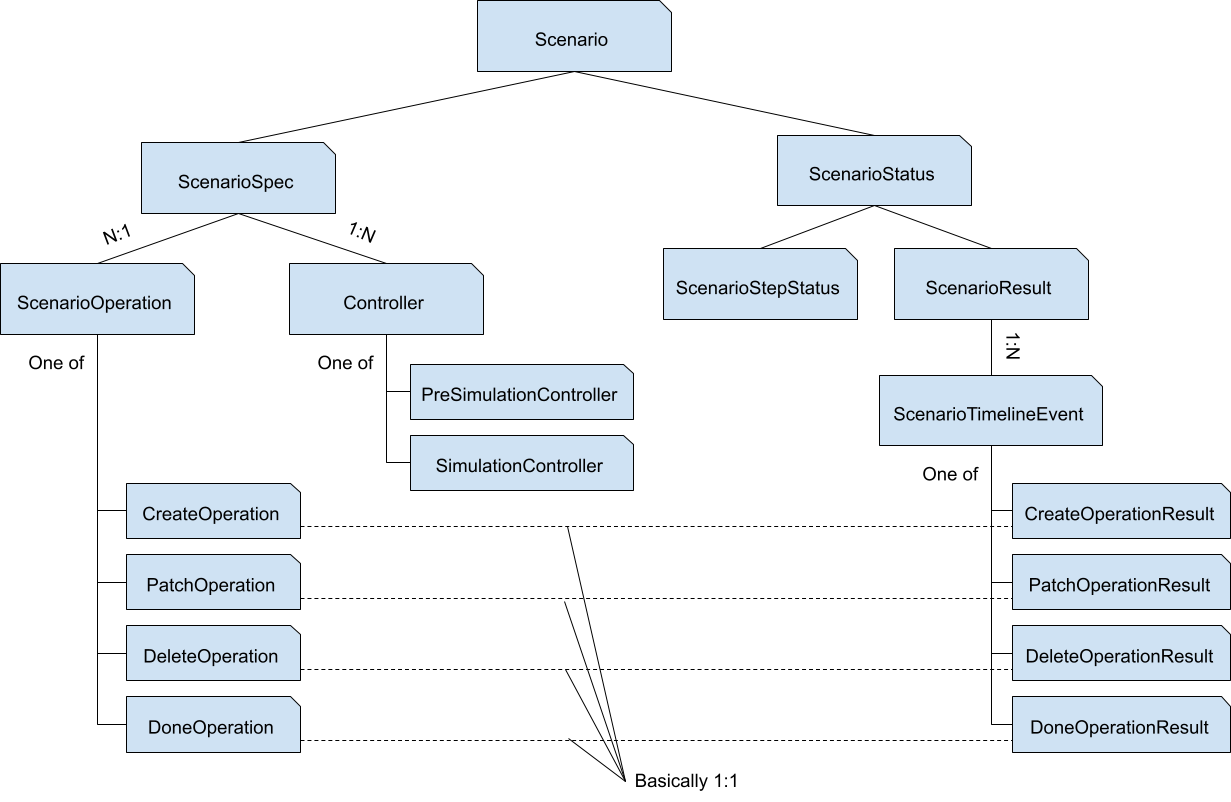 Scenario
ScenarioSpec
ScenarioStatus
N:1
1:N
ScenarioOperation
Controller
ScenarioStepStatus
ScenarioResult
One of
One of
1:N
PreSimulationController
ScenarioTimelineEvent
SimulationController
One of
CreateOperation
CreateOperationResult
PatchOperation
PatchOperationResult
DeleteOperation
DeleteOperationResult
DoneOperation
DoneOperationResult
Basically 1:1